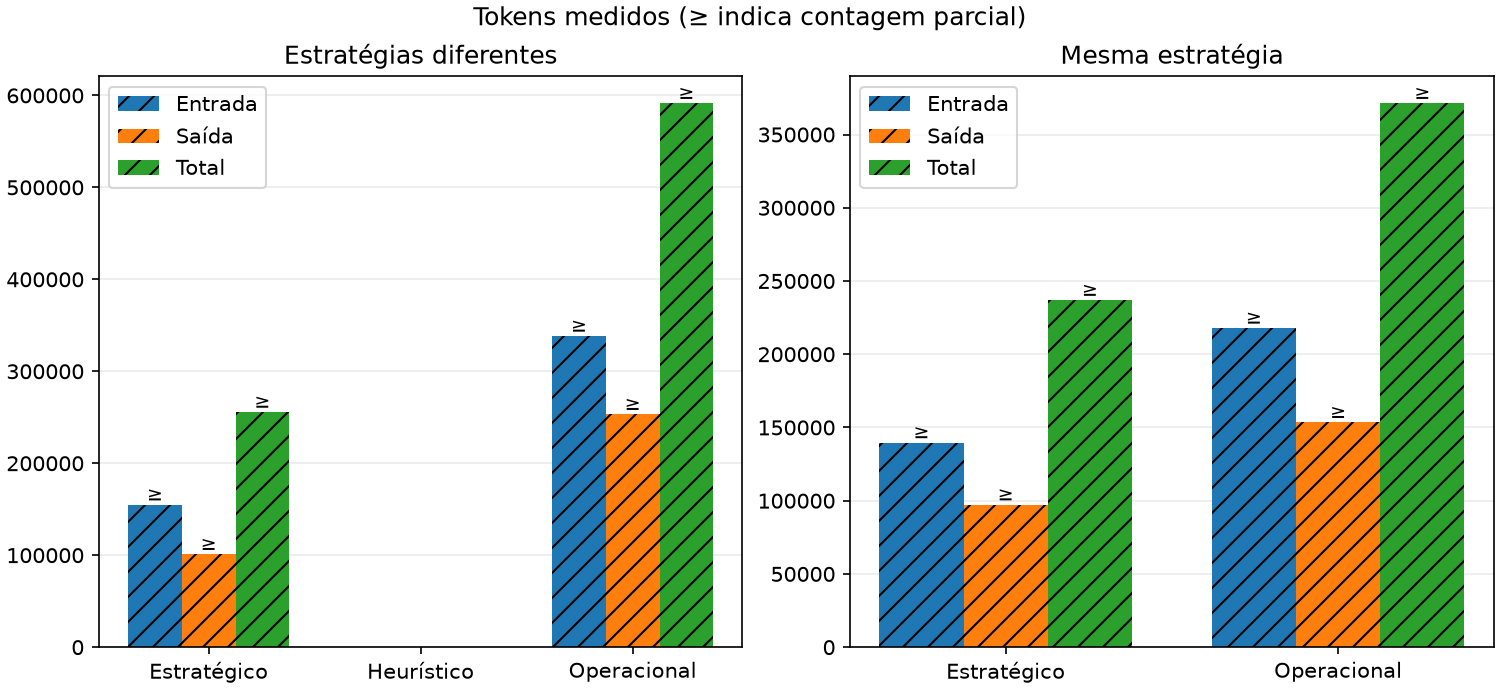 Tokens medidos (≥ indica contagem parcial)
Estratégias diferentes
600000
500000
400000
300000
200000
100000
0
Entrada
Saída
Total
≥
≥
≥
≥
≥
≥
Estratégico
Heurístico
Operacional
Mesma estratégia
350000
300000
250000
200000
150000
100000
50000
0
Entrada
Saída
Total
≥
≥
≥
≥
≥
≥
Estratégico
Operacional